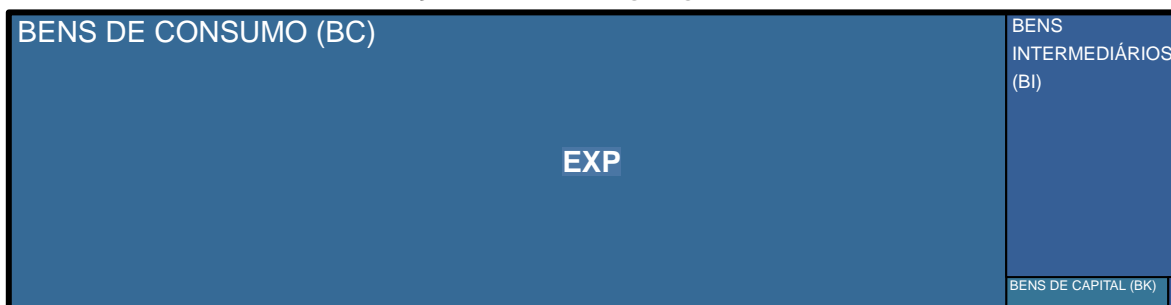 BENS DE CONSUMO (BC)
BENS
INTERMEDIÁRIOS
(BI)
EXP
BENS DE CAPITAL (BK)